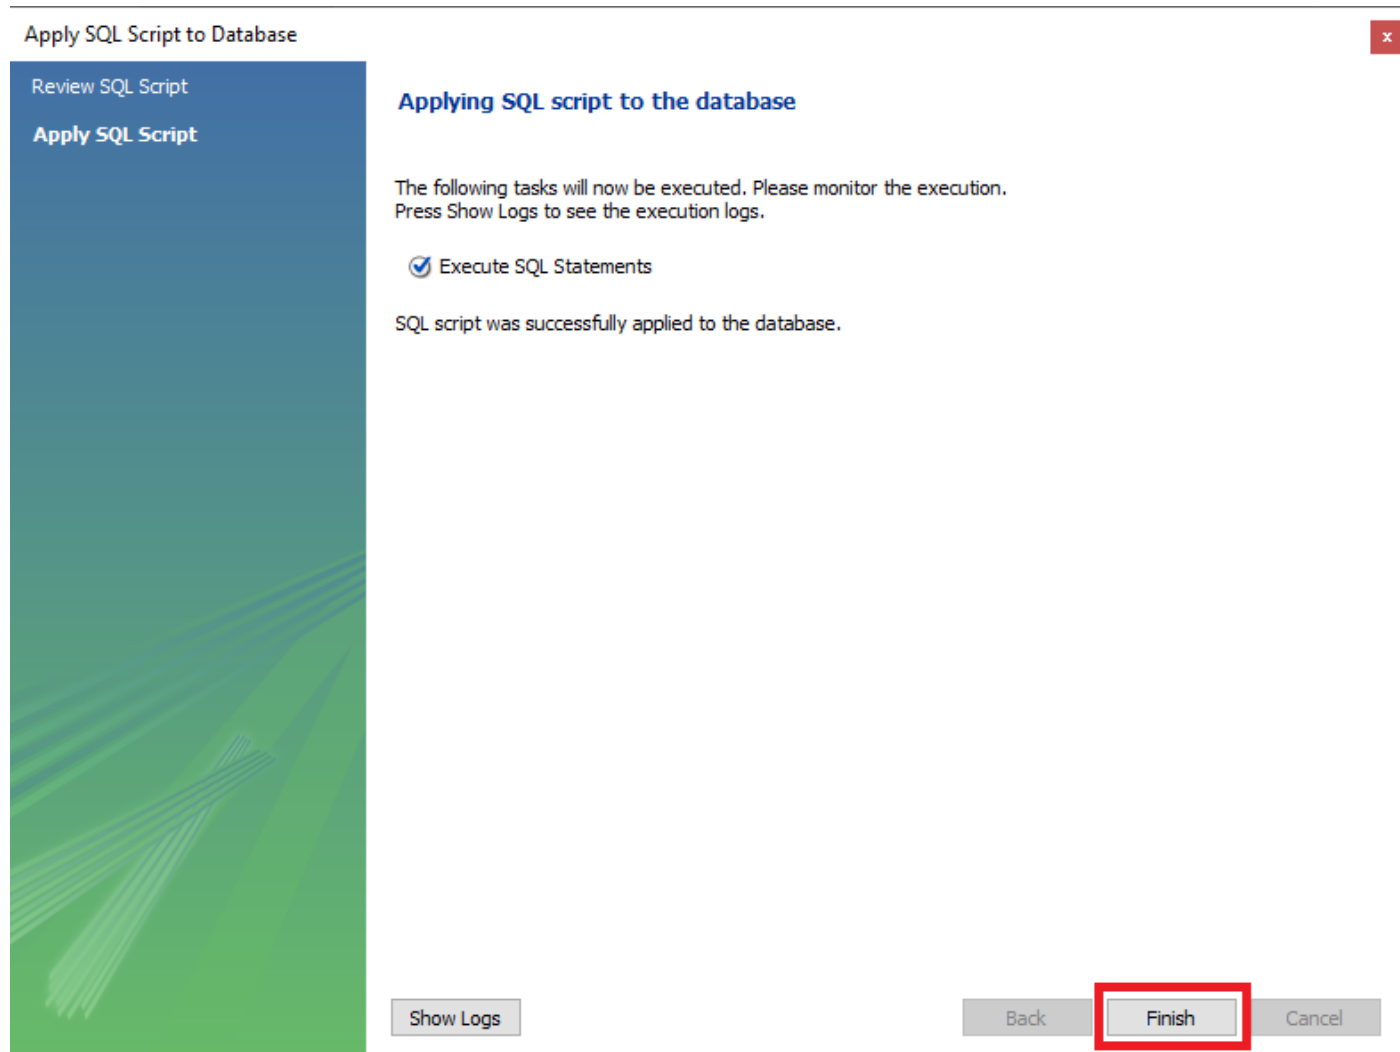 Apply SQL Script to Database
x
Review SQL Script
Apply SQL Script
Applying SQL script to the database
The following tasks will now be executed. Please monitor the execution.
Press Show Logs to see the execution logs.
Execute SQL Statements
SQL script was successfully applied to the database.
Show Logs
Back
Finish
Cancel